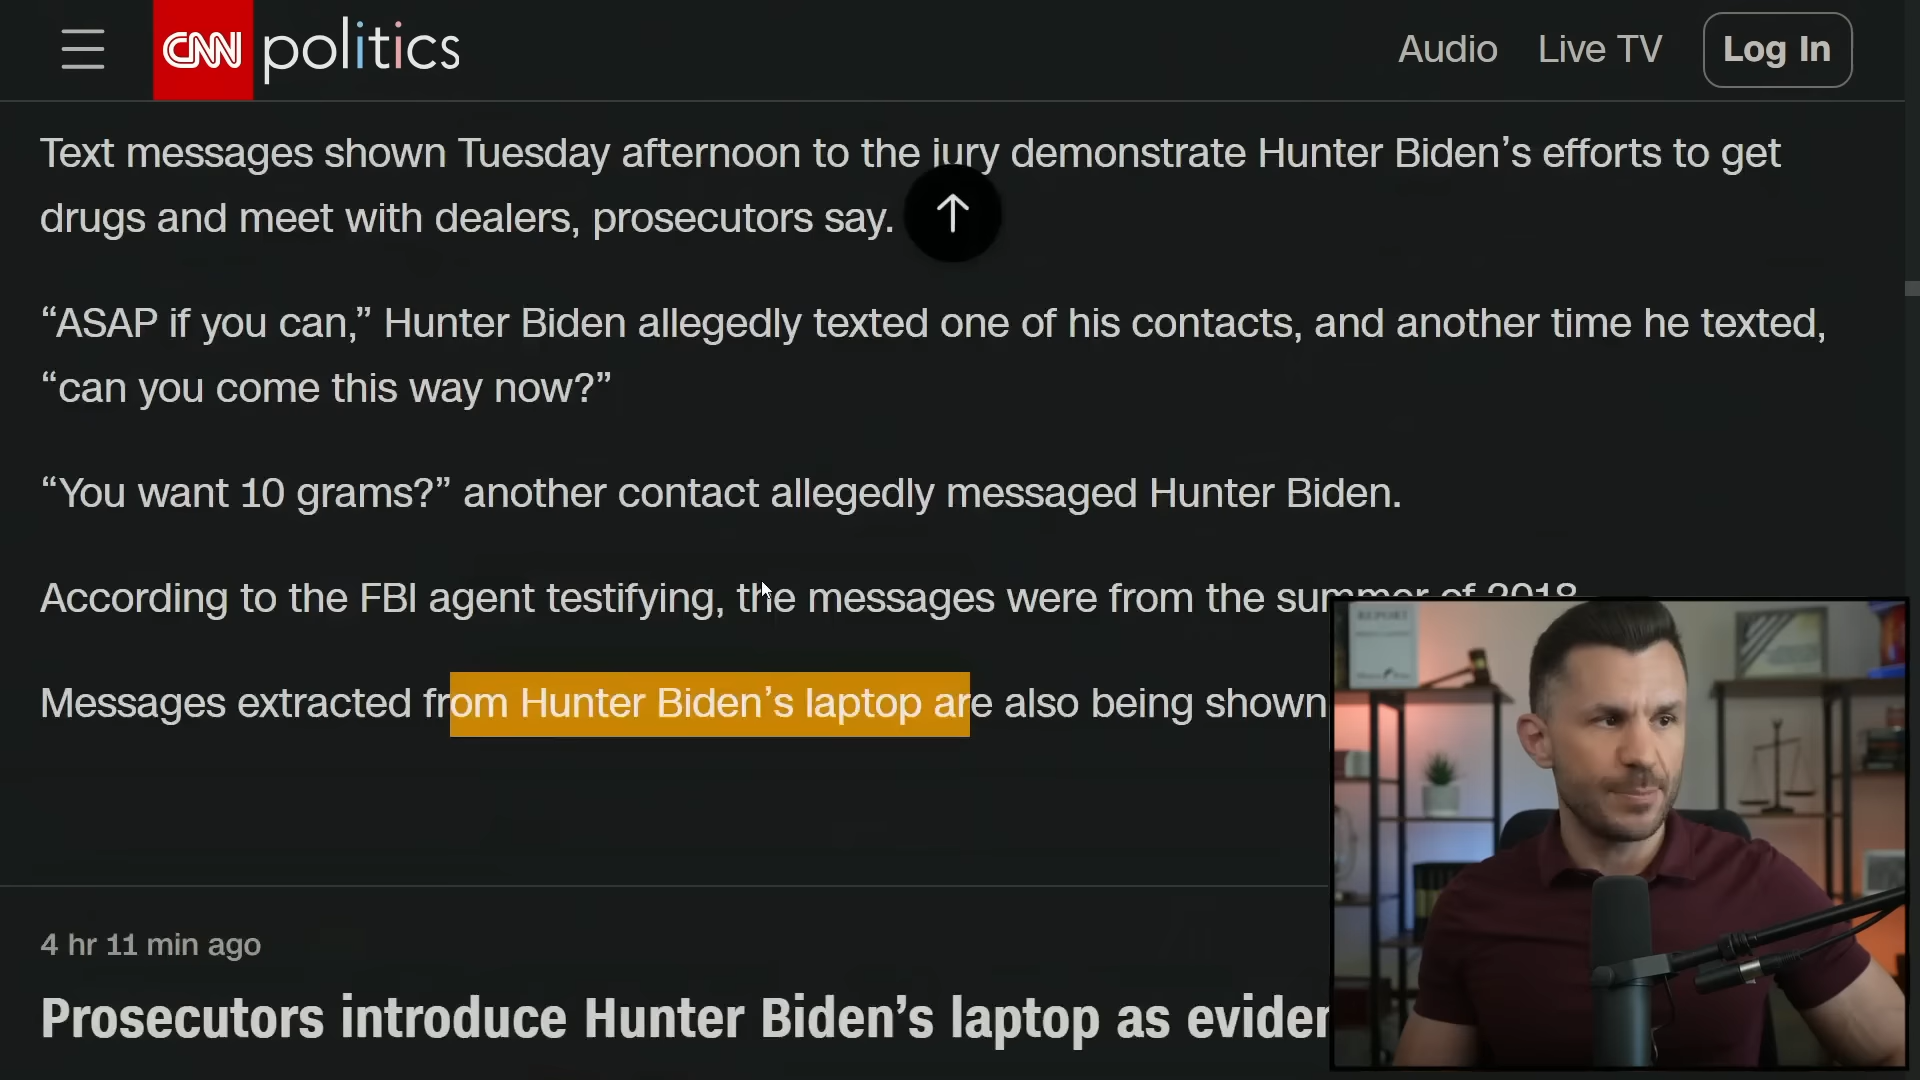 CNN politics
Audio Live TV Log In
Text messages shown Tuesday afternoon to the jury demonstrate Hunter Biden’s efforts to get
drugs and meet with dealers, prosecutors say.
“ASAP if you can,” Hunter Biden allegedly texted one of his contacts, and another time he texted,
“can you come this way now?”
“You want 10 grams?” another contact allegedly messaged Hunter Biden.
According to the FBI agent testifying, the messages were from the summer of 2018
Messages extracted from Hunter Biden’s laptop are also being shown
4 hr 11 min ago
Prosecutors introduce Hunter Biden’s laptop as
REPORT